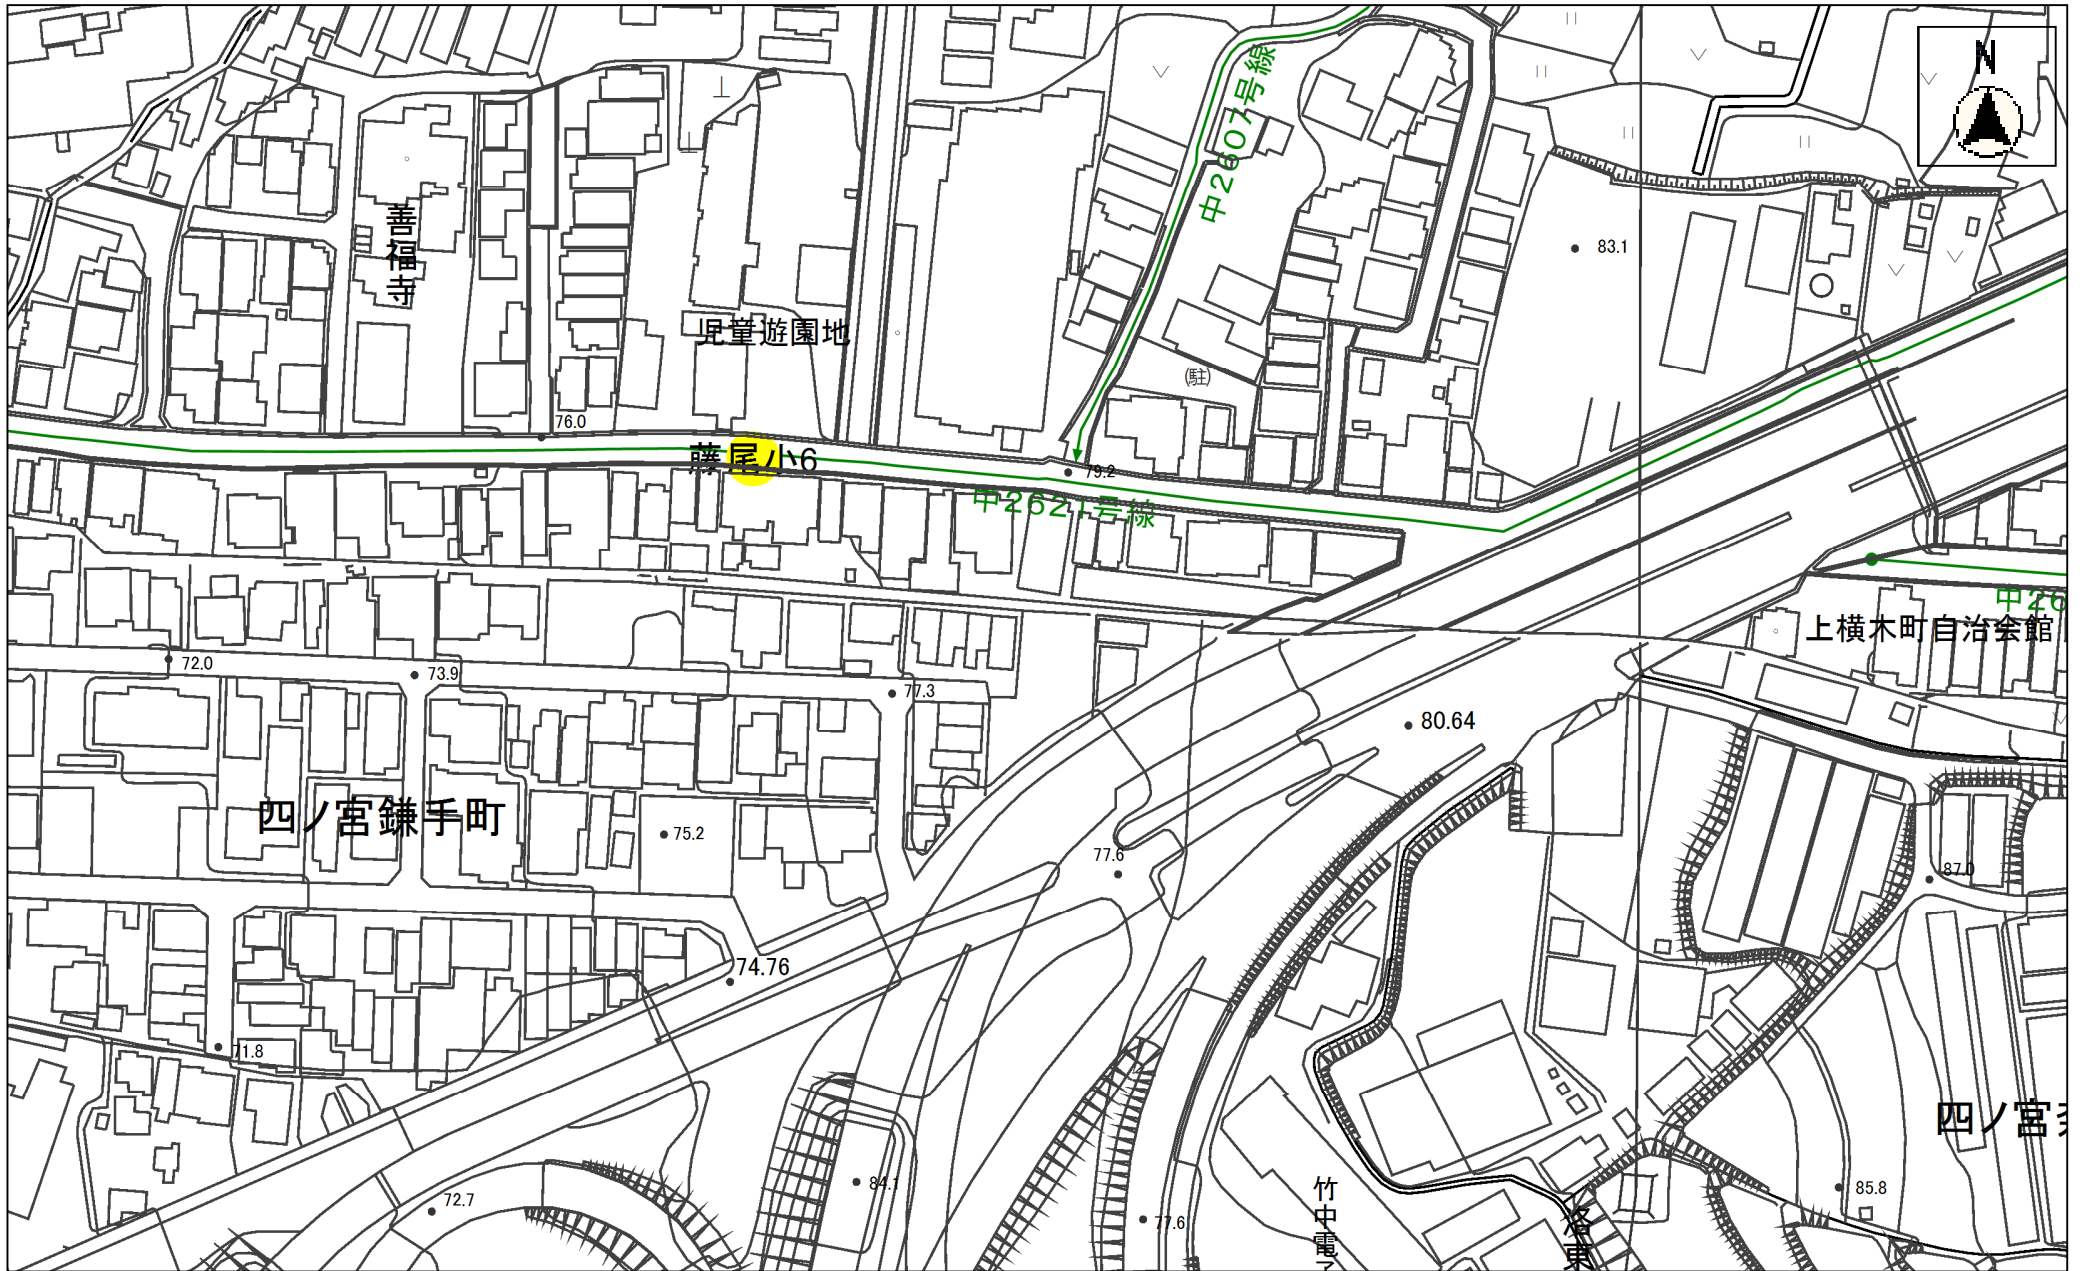 N
中2607号線
善福寺
83.1
児童遊園地
(駐)
76.0
藤尾小6
79.2
中2621号線
中26
上横木町自治会館
72.0
73.9
77.3
80.64
四ノ宮鎌手町
75.2
77.6
87.0
74.76
71.8
四ノ宮
84.1
85.8
72.7
77.6
竹中電
洛東